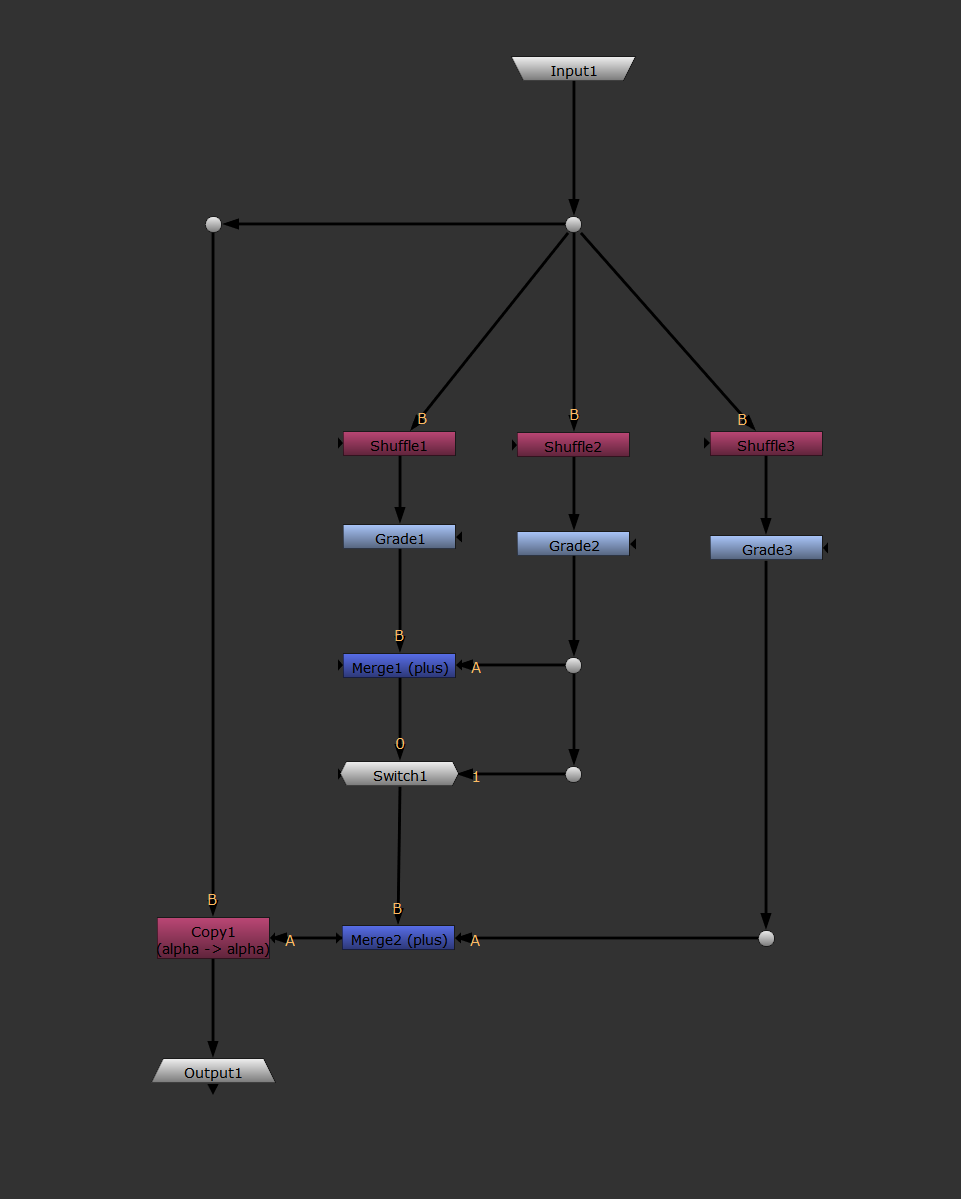 Input1
B
B
B
Shuffle1
Shuffle2
Shuffle3
Grade1
Grade2
Grade3
B
Merge1 (plus)
A
0
Switch1
1
B
B
Copy1
(alpha -> alpha)
A
Merge2 (plus)
A
Output1